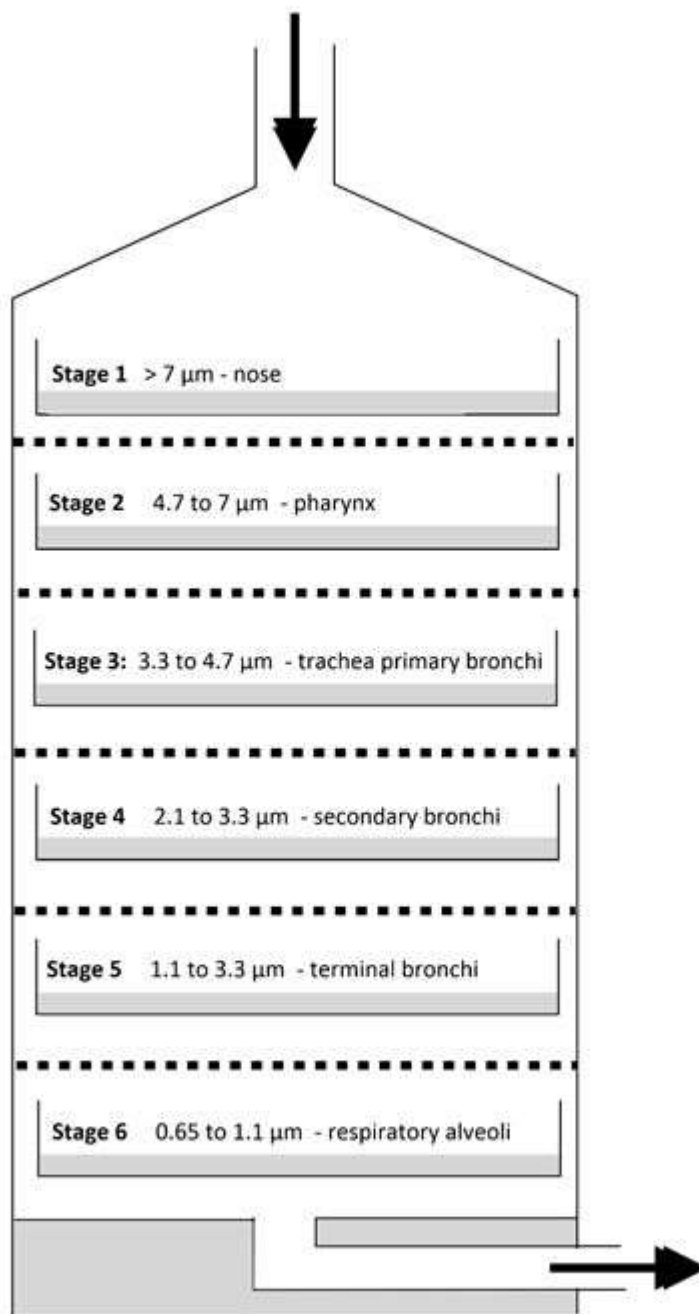 Stage 1 > 7 µm - nose
Stage 2 4.7 to 7 µm - pharynx
Stage 3: 3.3 to 4.7 µm - trachea primary bronchi
Stage 4 2.1 to 3.3 µm - secondary bronchi
Stage 5 1.1 to 3.3 µm - terminal bronchi
Stage 6 0.65 to 1.1 µm - respiratory alveoli